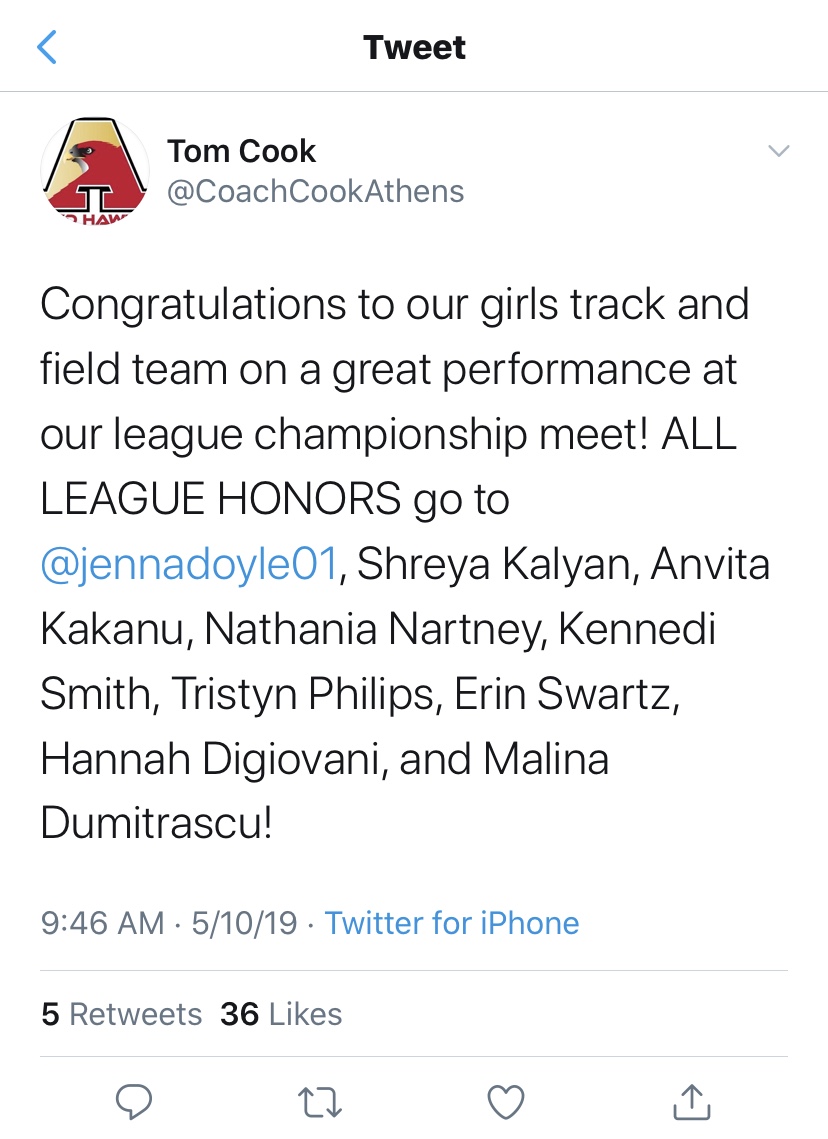 Tweet
Tom Cook
@CoachCookAthens
Congratulations to our girls track and
field team on a great performance at
our league championship meet! ALL
LEAGUE HONORS go to
@jennadoyle01, Shreya Kalyan, Anvita
Kakanu, Nathania Nartney, Kennedi
Smith, Tristyn Philips, Erin Swartz,
Hannah Digiovani, and Malina
Dumitrascu!
9:46 AM · 5/10/19 · Twitter for iPhone
5 Retweets 36 Likes